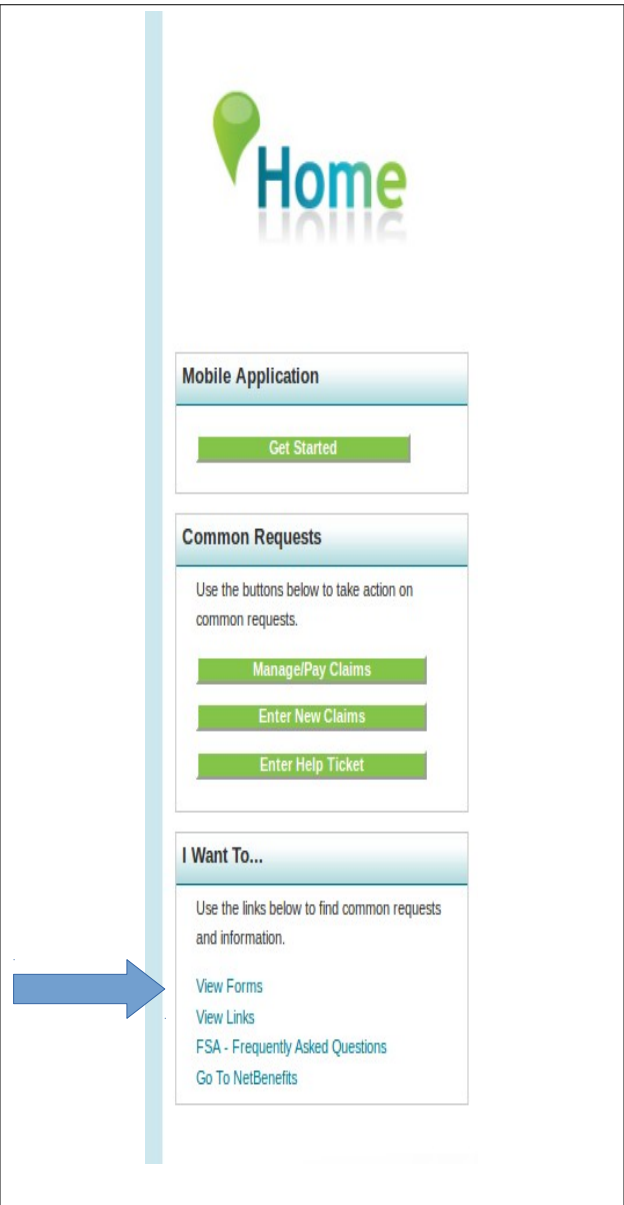 Home
Mobile Application
Get Started
Common Requests
Use the buttons below to take action on
common requests.
Manage/Pay Claims
Enter New Claims
Enter Help Ticket
I Want To...
Use the links below to find common requests
and information.
View Forms
View Links
FSA - Frequently Asked Questions
Go To NetBenefits